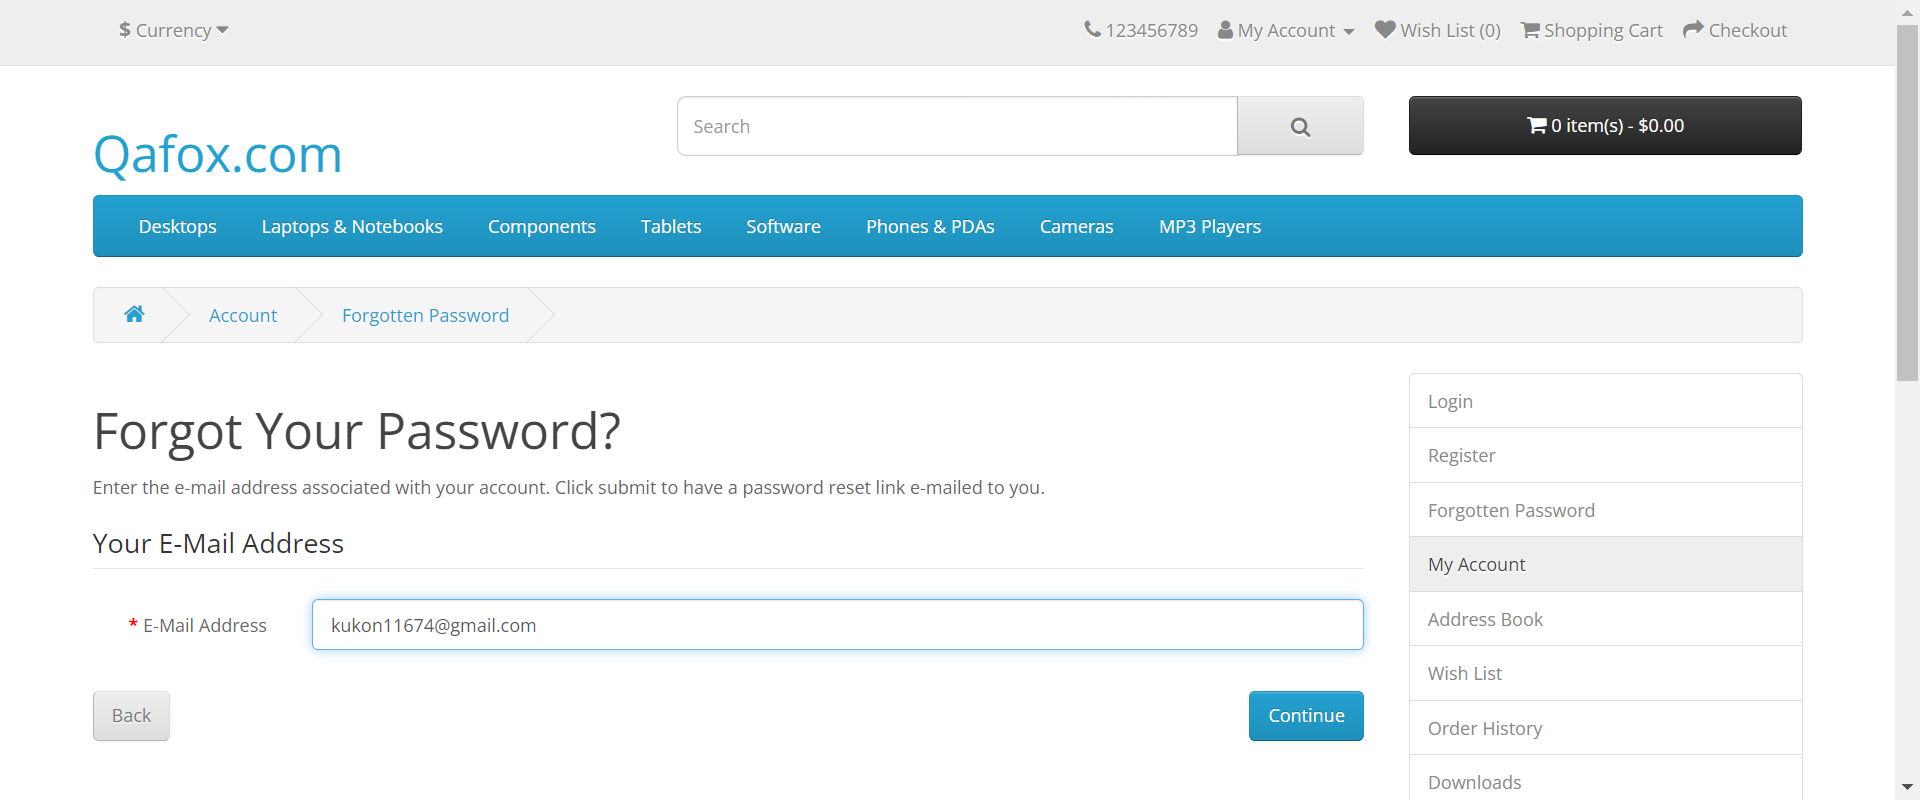 $ Currency
123456789 My Account Wish List (0) Shopping Cart Checkout
Search
0 item(s) - $0.00
Qafox.com
Desktops Laptops & Notebooks Components Tablets Software Phones & PDAs Cameras MP3 Players
Account Forgotten Password
Forgot Your Password?
Enter the e-mail address associated with your account. Click submit to have a password reset link e-mailed to you.
Your E-Mail Address
* E-Mail Address kukon11674@gmail.com
Back Continue
Login
Register
Forgotten Password
My Account
Address Book
Wish List
Order History
Downloads